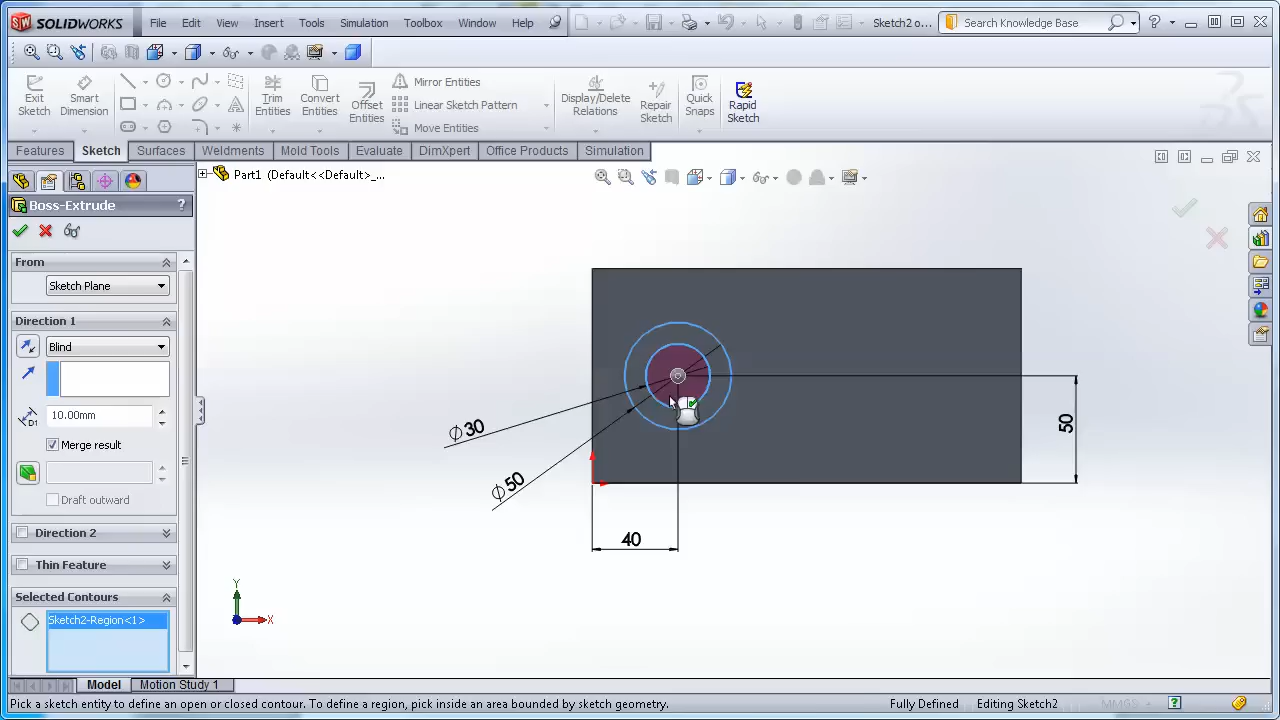 SOLIDWORKS File Edit View Insert Tools Simulation Toolbox Window Help Sketch2 o... Search Knowledge Base ?
Exit Sketch
Smart Dimension
Trim Entities
Convert Entities
Offset Entities
Mirror Entities
Linear Sketch Pattern
Move Entities
Display/Delete Relations
Repair Sketch
Quick Snaps
Rapid Sketch
Features Sketch Surfaces Weldments Mold Tools Evaluate DimXpert Office Products Simulation
Part1 (Default<<Default>_...
Boss-Extrude ?
From
Sketch Plane
Direction 1
Blind
D1 10.00mm
Merge result
Draft outward
Direction 2
Thin Feature
Selected Contours
Sketch2-Region<1>
∅30
∅50
50
40
Y
X
Model Motion Study 1
Pick a sketch entity to define an open or closed contour. To define a region, pick inside an area bounded by sketch geometry. Fully Defined Editing Sketch2 MMGS ?